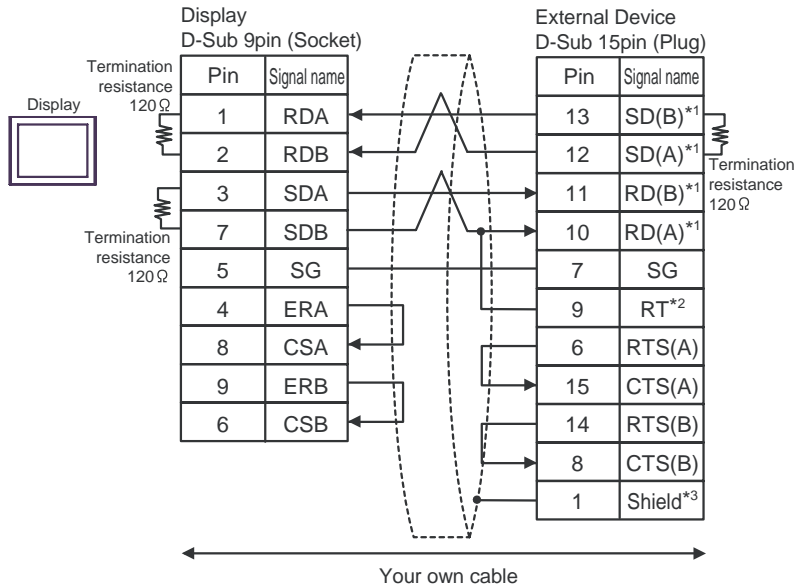 Display
D-Sub 9pin (Socket)
External Device
D-Sub 15pin (Plug)
Display
Termination
resistance
120Ω
Termination
resistance
120Ω
Pin Signal name
1 RDA
2 RDB
3 SDA
7 SDB
5 SG
4 ERA
8 CSA
9 ERB
6 CSB
Pin Signal name
13 SD(B)*1
12 SD(A)*1
11 RD(B)*1
10 RD(A)*1
7 SG
9 RT*2
6 RTS(A)
15 CTS(A)
14 RTS(B)
8 CTS(B)
1 Shield*3
Termination
resistance
120Ω
Your own cable